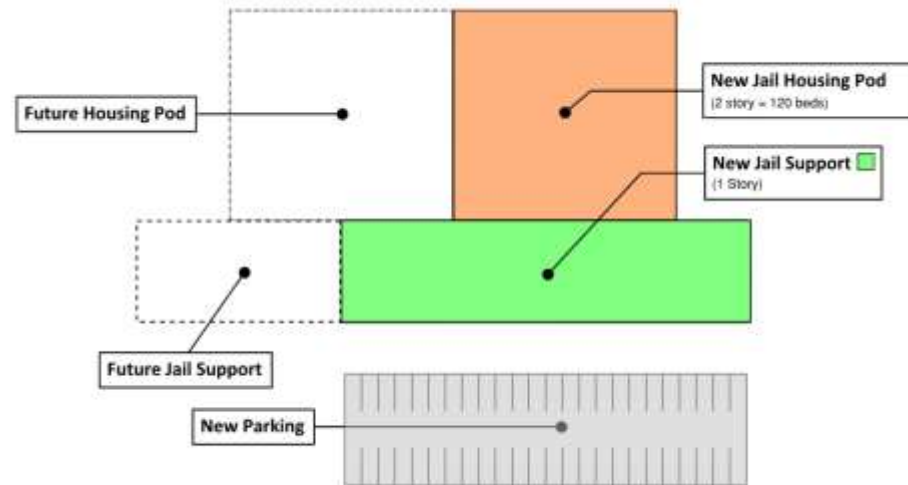 Future Housing Pod
New Jail Housing Pod
(2 story = 120 beds)
New Jail Support
(1 Story)
Future Jail Support
New Parking